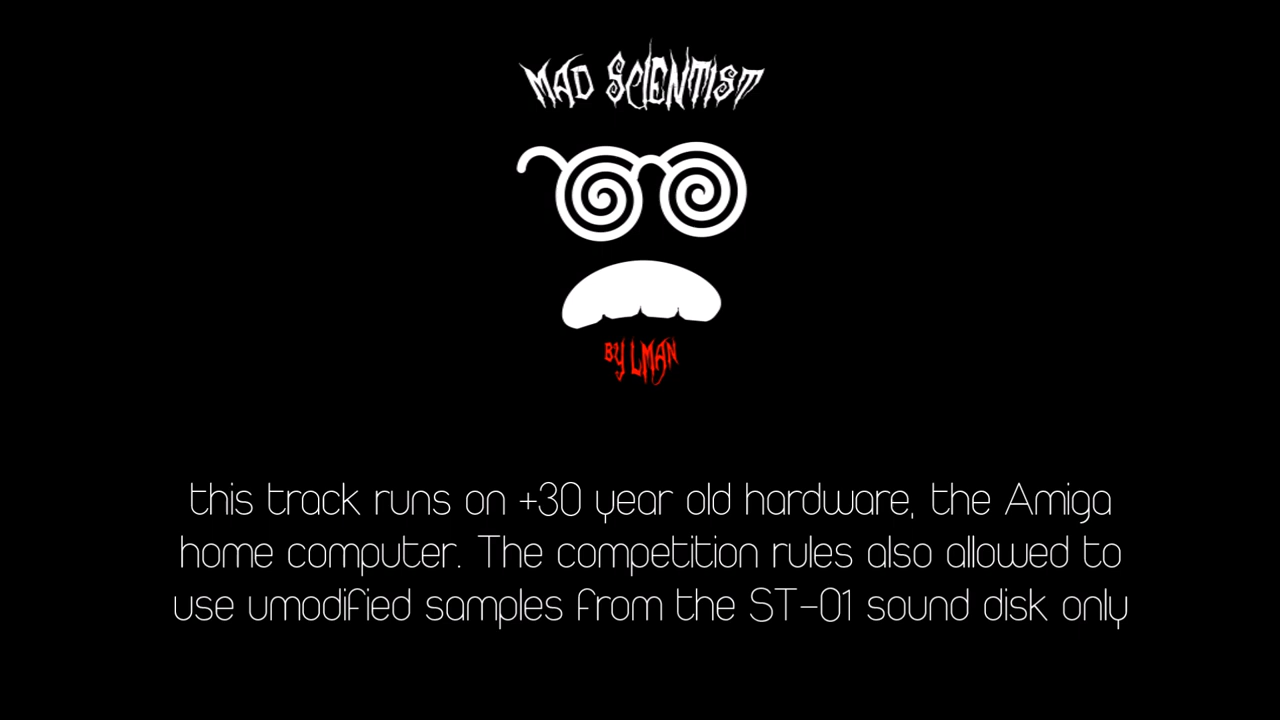 MAD SCIENTIST
BY LMAN
this track runs on +30 year old hardware, the Amiga
home computer. The competition rules also allowed to
use umodified samples from the ST-01 sound disk only